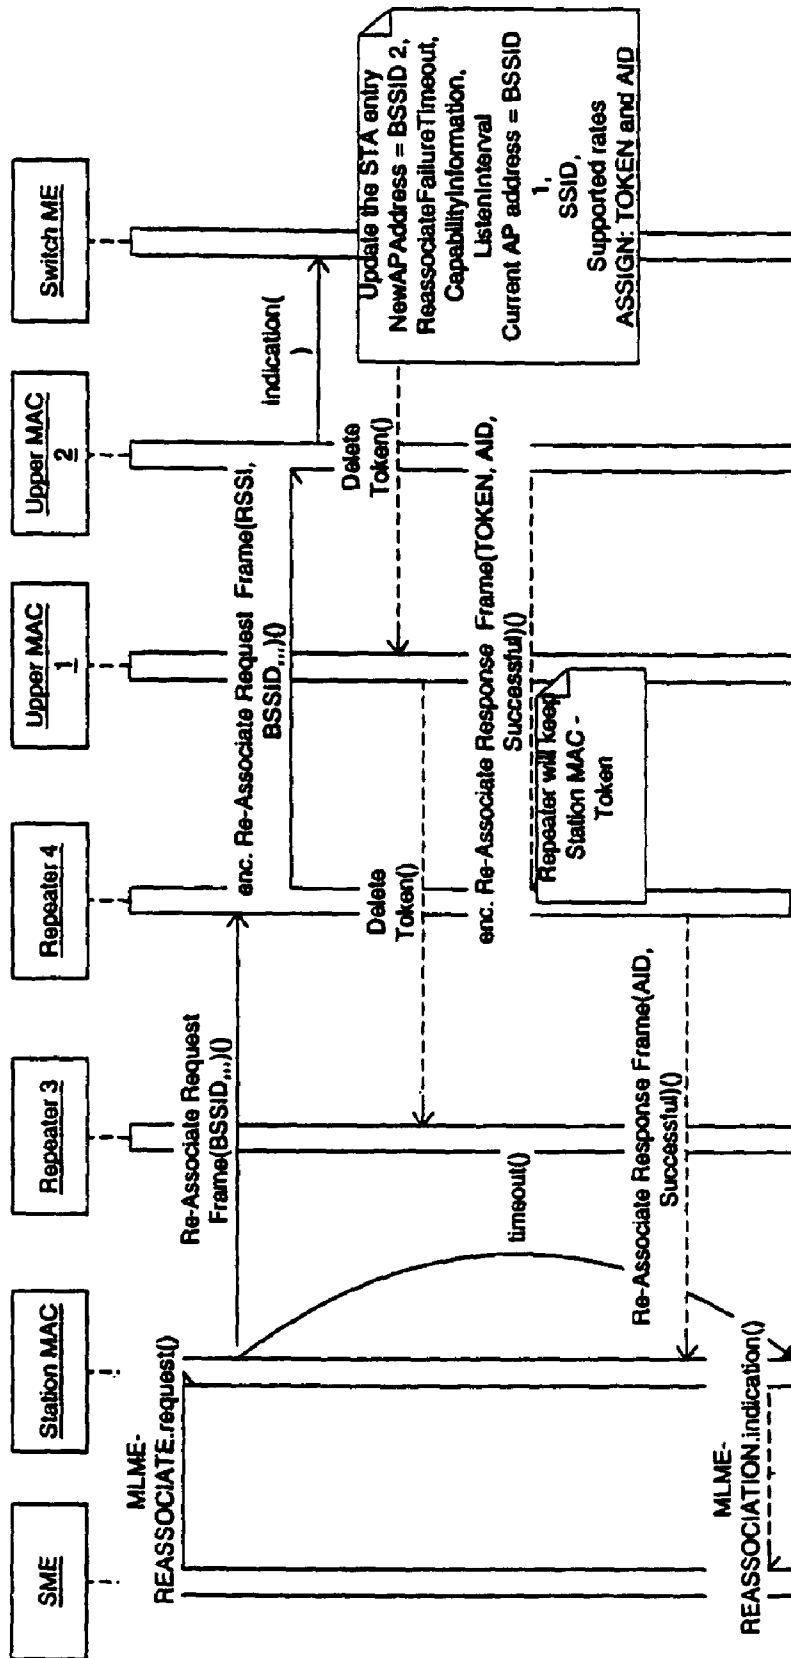 SME
Station MAC
Repeater 3
Repeater 4
Upper MAC
1
Upper MAC
2
Switch ME
MLME-
REASSOCIATE.request()
Re-Associate Request
Frame(BSSID,,,)()
enc. Re-Associate Request Frame(RSSI,
BSSID,,,)()
indication(
)
Update the STA entry
NewAPAddress = BSSID 2,
ReassociateFailureTimeout,
CapabilityInformation,
ListenInterval
Current AP address = BSSID
1,
SSID,
Supported rates
ASSIGN: TOKEN and AID
Delete
Token()
Delete
Token()
enc. Re-Associate Response Frame(TOKEN, AID,
Successful)()
Repeater will keep
Station MAC -
Token
timeout()
Re-Associate Response Frame(AID,
Successful)()
MLME-
REASSOCIATION.indication()